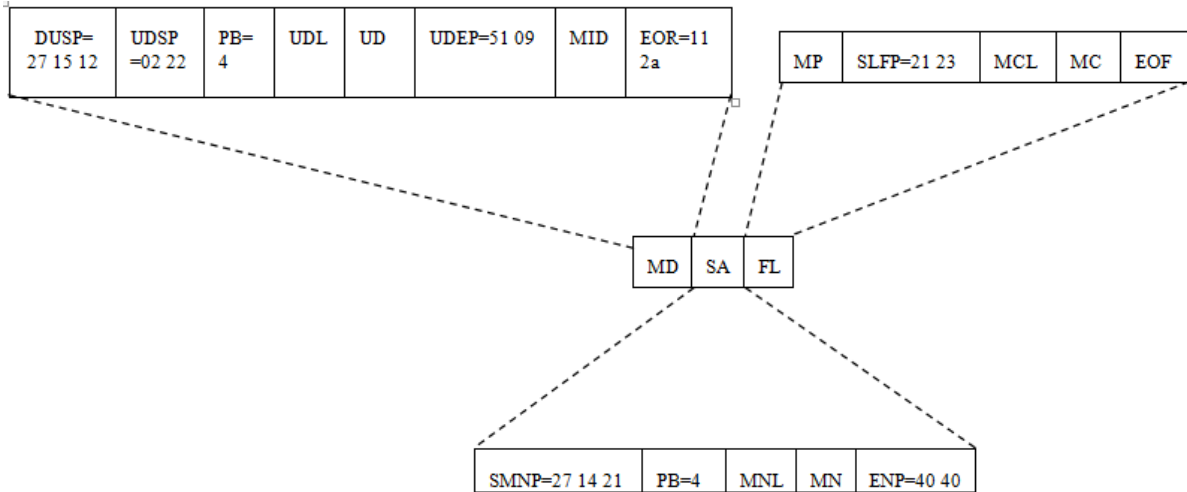 DUSP=
27 15 12
UDSP
=02 22
PB=
4
UDL
UD
UDEP=51 09
MID
EOR=11
2a
MP
SLFP=21 23
MCL
MC
EOF
MD
SA
FL
SMNP=27 14 21
PB=4
MNL
MN
ENP=40 40